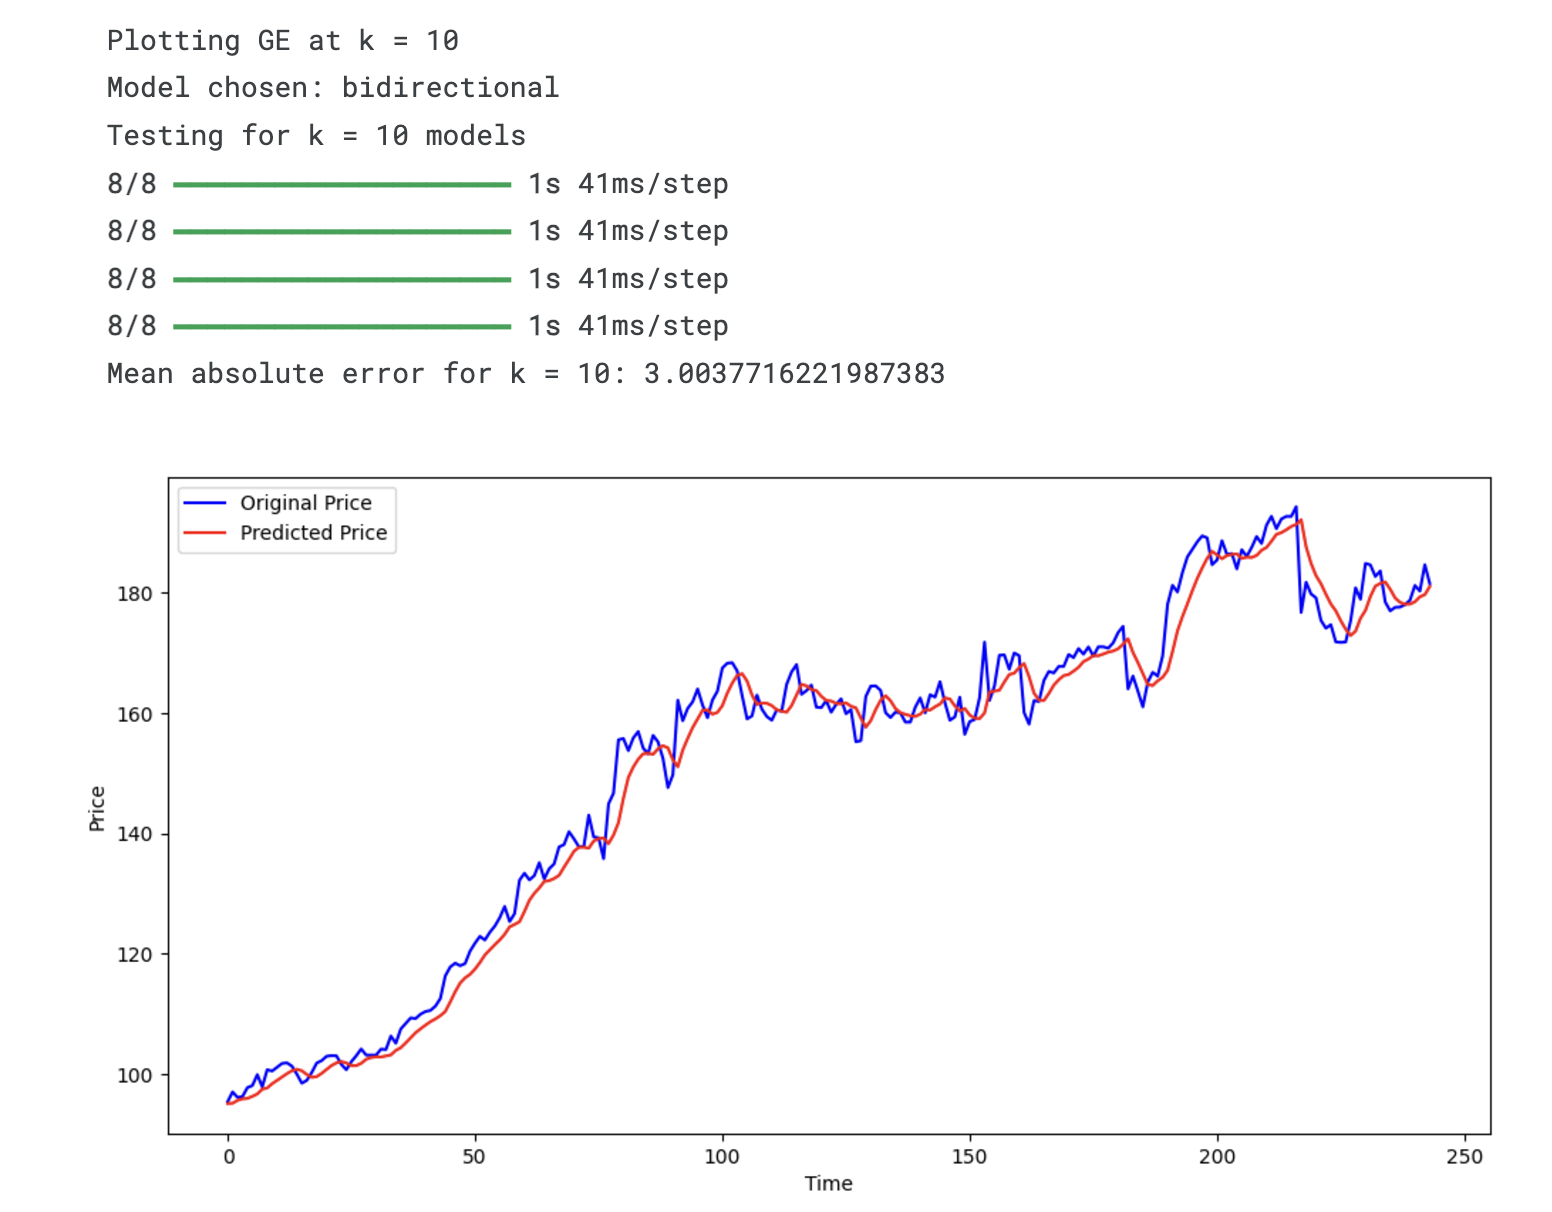 Plotting GE at k = 10
Model chosen: bidirectional
Testing for k = 10 models
8/8 ━━━━━━━━━━━━━━━━━━━━ 1s 41ms/step
8/8 ━━━━━━━━━━━━━━━━━━━━ 1s 41ms/step
8/8 ━━━━━━━━━━━━━━━━━━━━ 1s 41ms/step
8/8 ━━━━━━━━━━━━━━━━━━━━ 1s 41ms/step
Mean absolute error for k = 10: 3.0037716221987383
Original Price
Predicted Price
180
160
140
120
100
Price
0 50 100 150 200 250
Time